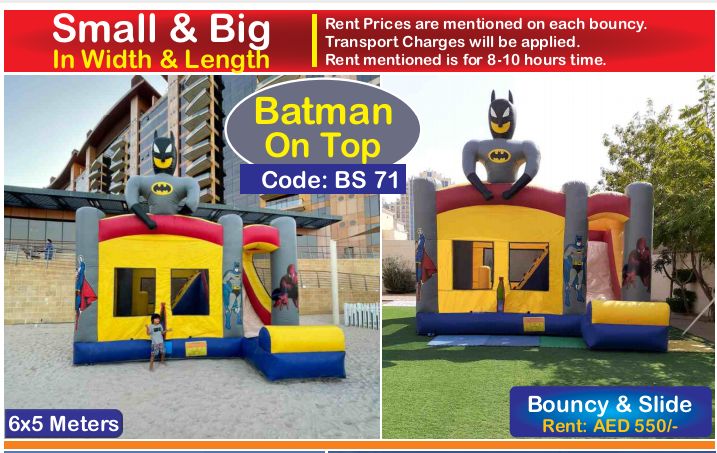 Small & Big
In Width & Length
Rent Prices are mentioned on each bouncy.
Transport Charges will be applied.
Rent mentioned is for 8-10 hours time.
Batman
On Top
Code: BS 71
6x5 Meters
Bouncy & Slide
Rent: AED 550/-